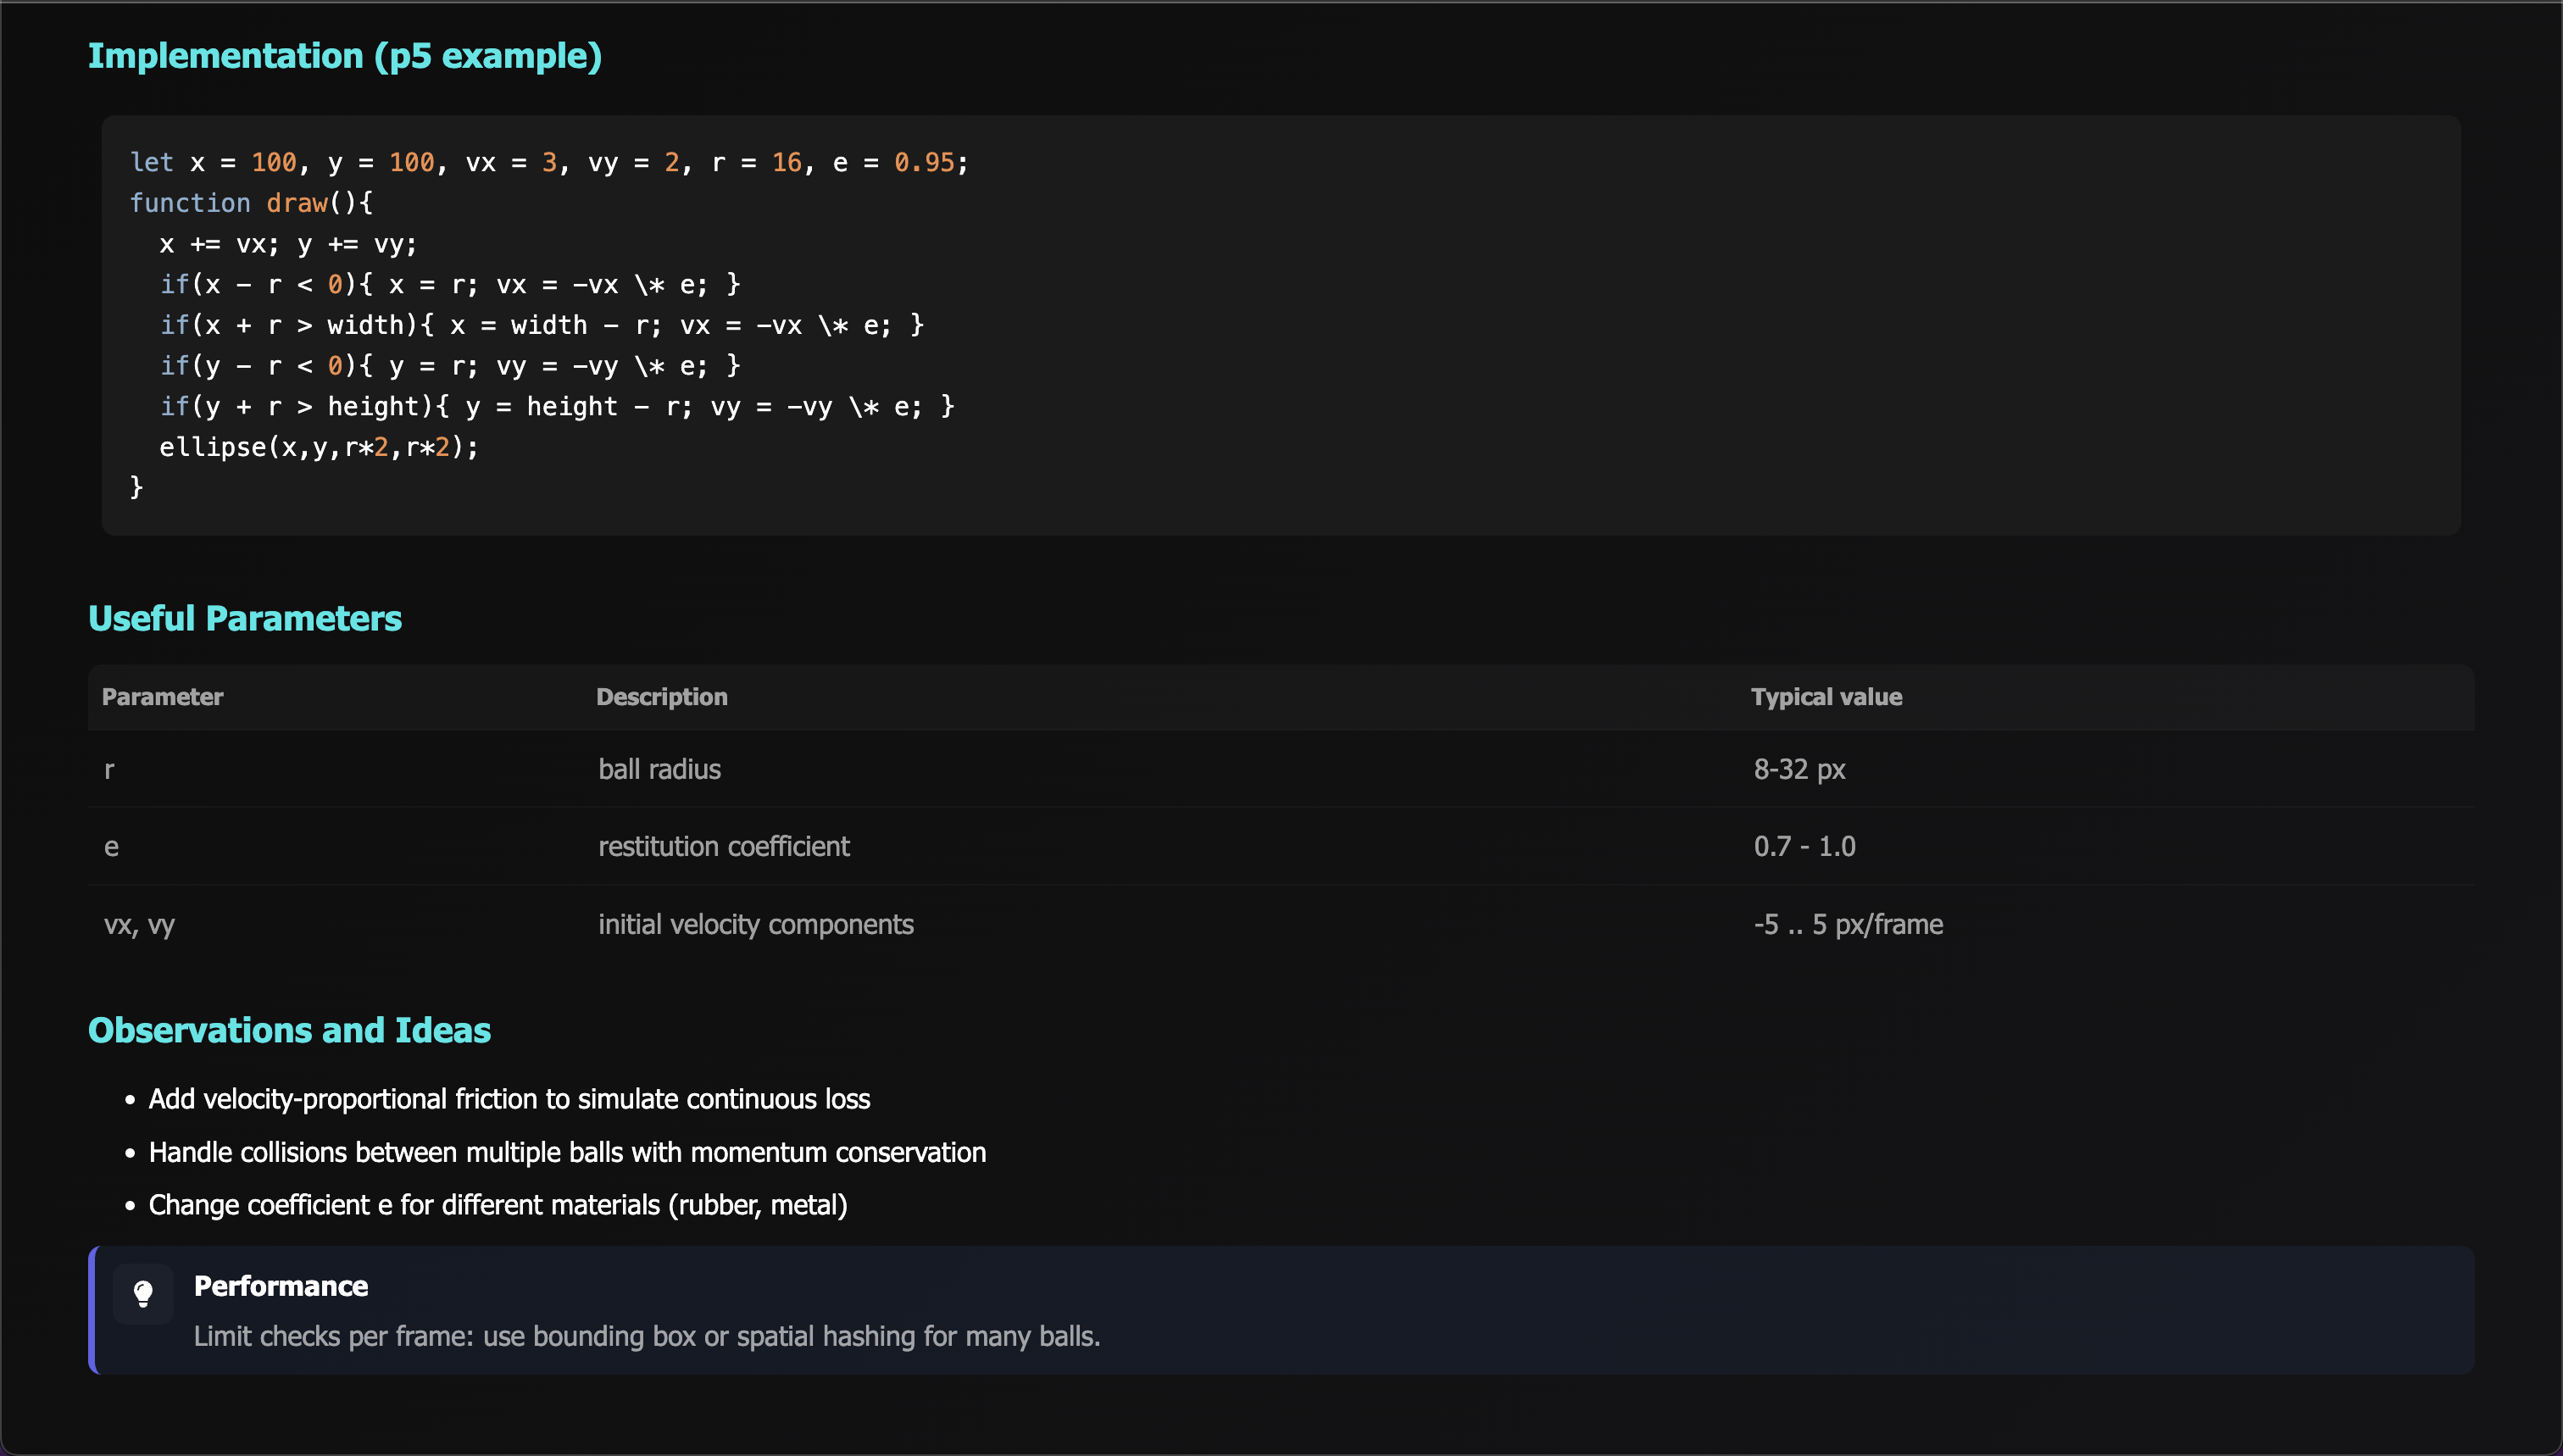 Implementation (p5 example)
let x = 100, y = 100, vx = 3, vy = 2, r = 16, e = 0.95;
function draw(){
  x += vx; y += vy;
  if(x - r < 0){ x = r; vx = -vx \* e; }
  if(x + r > width){ x = width - r; vx = -vx \* e; }
  if(y - r < 0){ y = r; vy = -vy \* e; }
  if(y + r > height){ y = height - r; vy = -vy \* e; }
  ellipse(x,y,r*2,r*2);
}
Useful Parameters
Parameter Description Typical value
r ball radius 8-32 px
e restitution coefficient 0.7 - 1.0
vx, vy initial velocity components -5 .. 5 px/frame
Observations and Ideas
• Add velocity-proportional friction to simulate continuous loss
• Handle collisions between multiple balls with momentum conservation
• Change coefficient e for different materials (rubber, metal)
Performance
Limit checks per frame: use bounding box or spatial hashing for many balls.